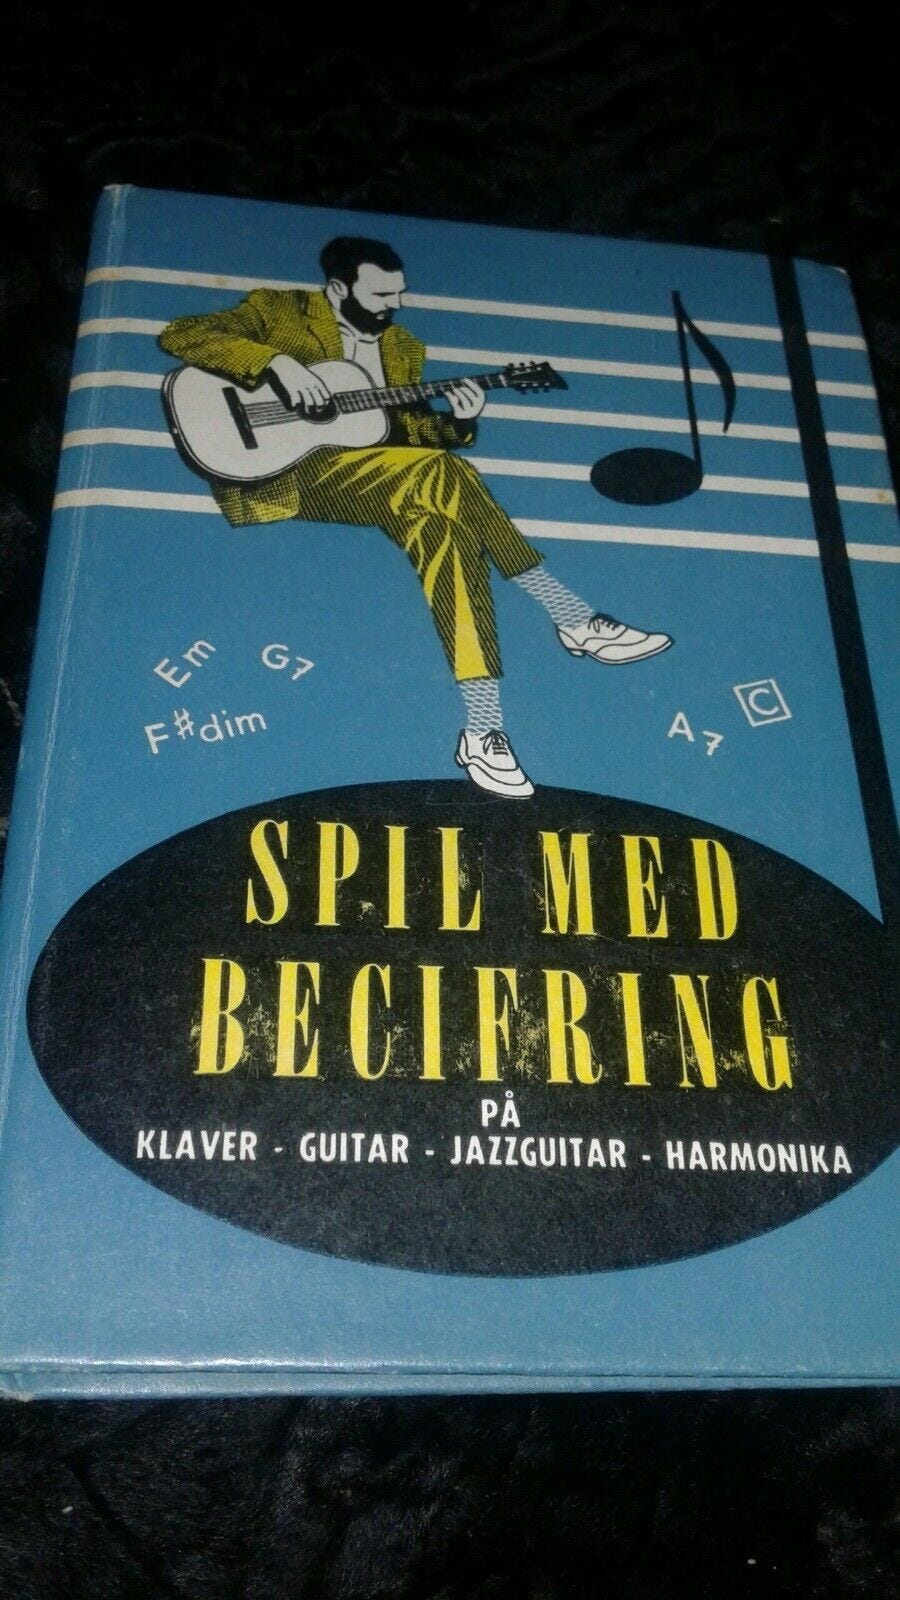 Em G7
F#dim
A7 C
SPIL MED
BECIFRING
PÅ
KLAVER - GUITAR - JAZZGUITAR - HARMONIKA